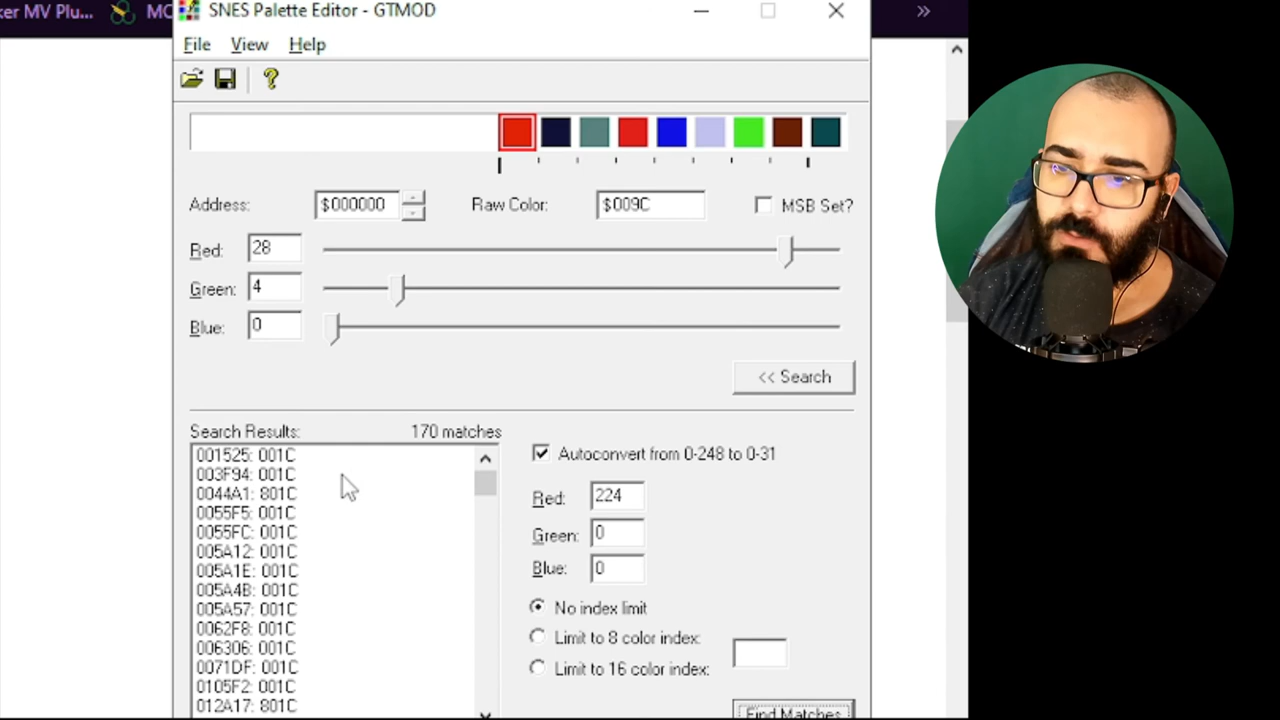 ker MV Plu...
MC
SNES Palette Editor - GTMOD
»
File View Help
Address: $000000 Raw Color: $009C MSB Set?
Red: 28
Green: 4
Blue: 0
<< Search
Search Results: 170 matches
001525: 001C
003F94: 001C
0044A1: 801C
0055F5: 001C
0055FC: 001C
005A12: 001C
005A1E: 001C
005A4B: 001C
005A57: 001C
0062F8: 001C
006306: 001C
0071DF: 001C
0105F2: 001C
012A17: 801C
Autoconvert from 0-248 to 0-31
Red: 224
Green: 0
Blue: 0
No index limit
Limit to 8 color index:
Limit to 16 color index:
Find Matches